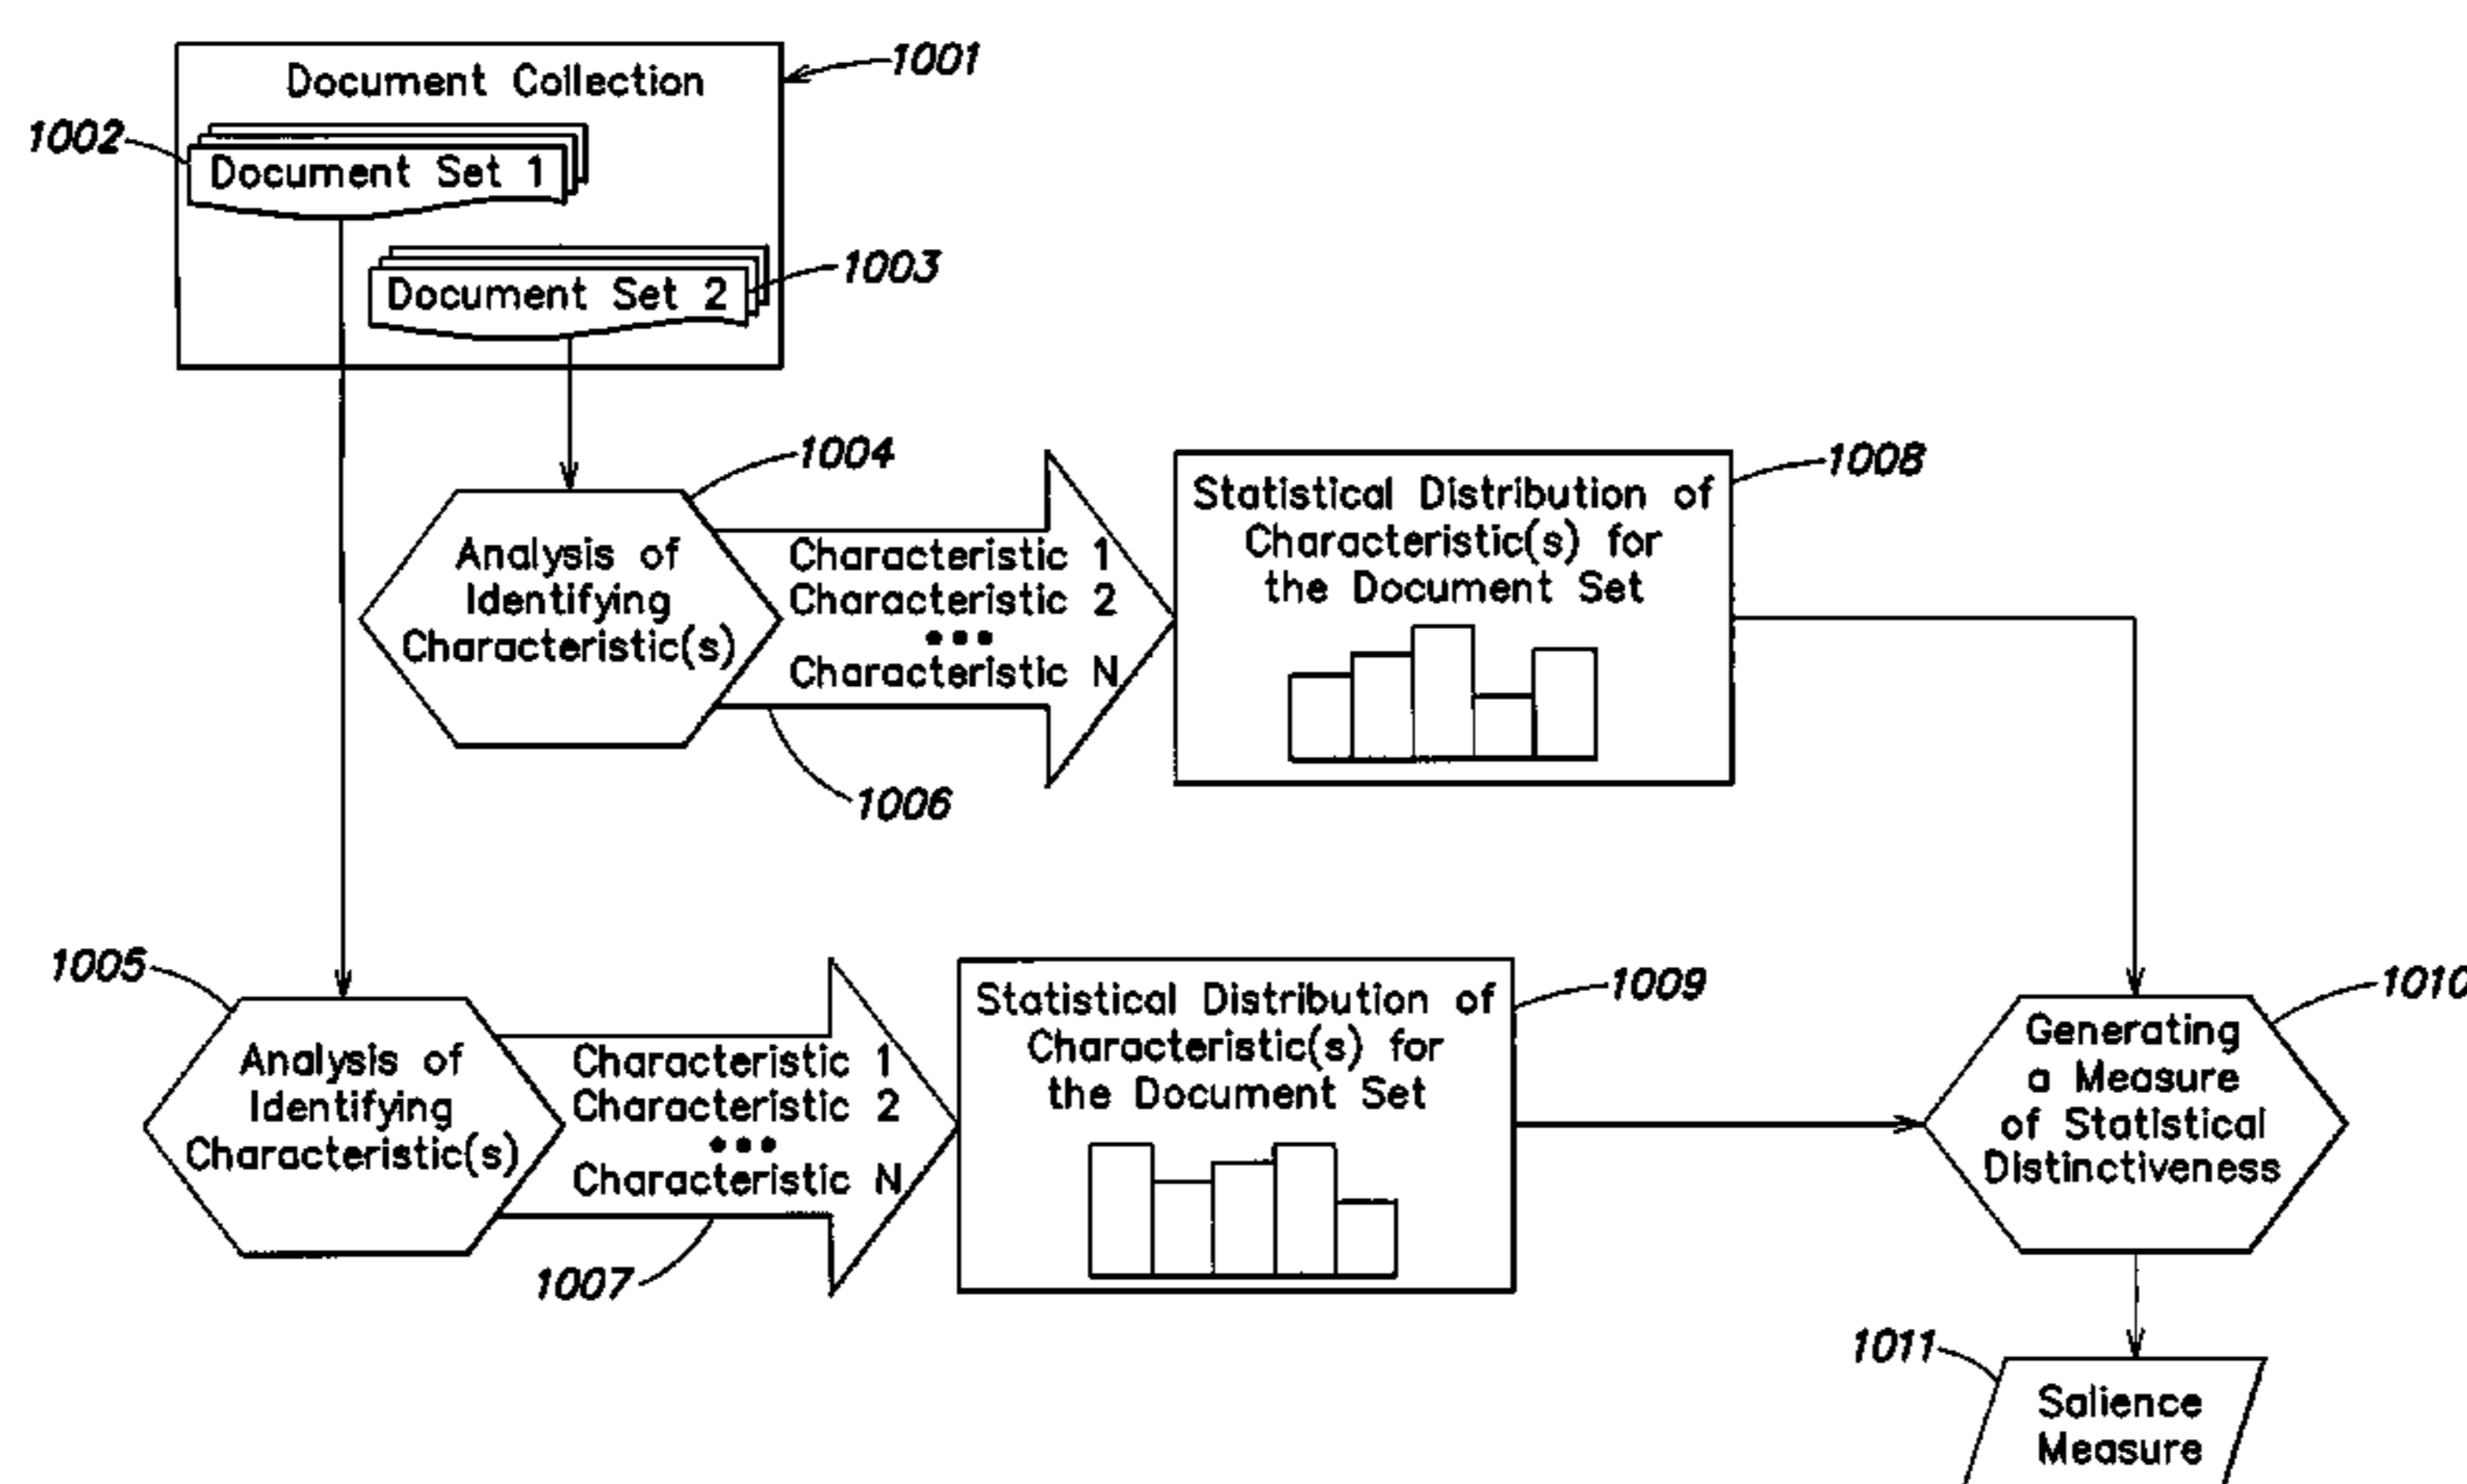 Document Collection
1001
1002
Document Set 1
Document Set 2
1003
1004
Analysis of
Identifying
Characteristic(s)
Characteristic 1
Characteristic 2
•••
Characteristic N
1006
Statistical Distribution of
Characteristic(s) for
the Document Set
1008
1005
Analysis of
Identifying
Characteristic(s)
Characteristic 1
Characteristic 2
•••
Characteristic N
1007
Statistical Distribution of
Characteristic(s) for
the Document Set
1009
1010
Generating
a Measure
of Statistical
Distinctiveness
1011
Salience
Measure